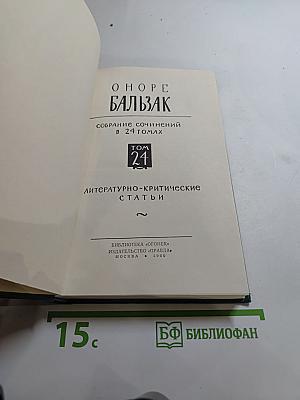 ОНОРЕ
БАЛЬЗАК
СОБРАНИЕ СОЧИНЕНИЙ
В 24 ТОМАХ
ТОМ
24
ЛИТЕРАТУРНО-КРИТИЧЕСКИЕ
СТАТЬИ
БИБЛИОТЕКА «ОГОНЕК»
ИЗДАТЕЛЬСТВО «ПРАВДА»
МОСКВА • 1960
15с
БФ БИБЛИОФАН